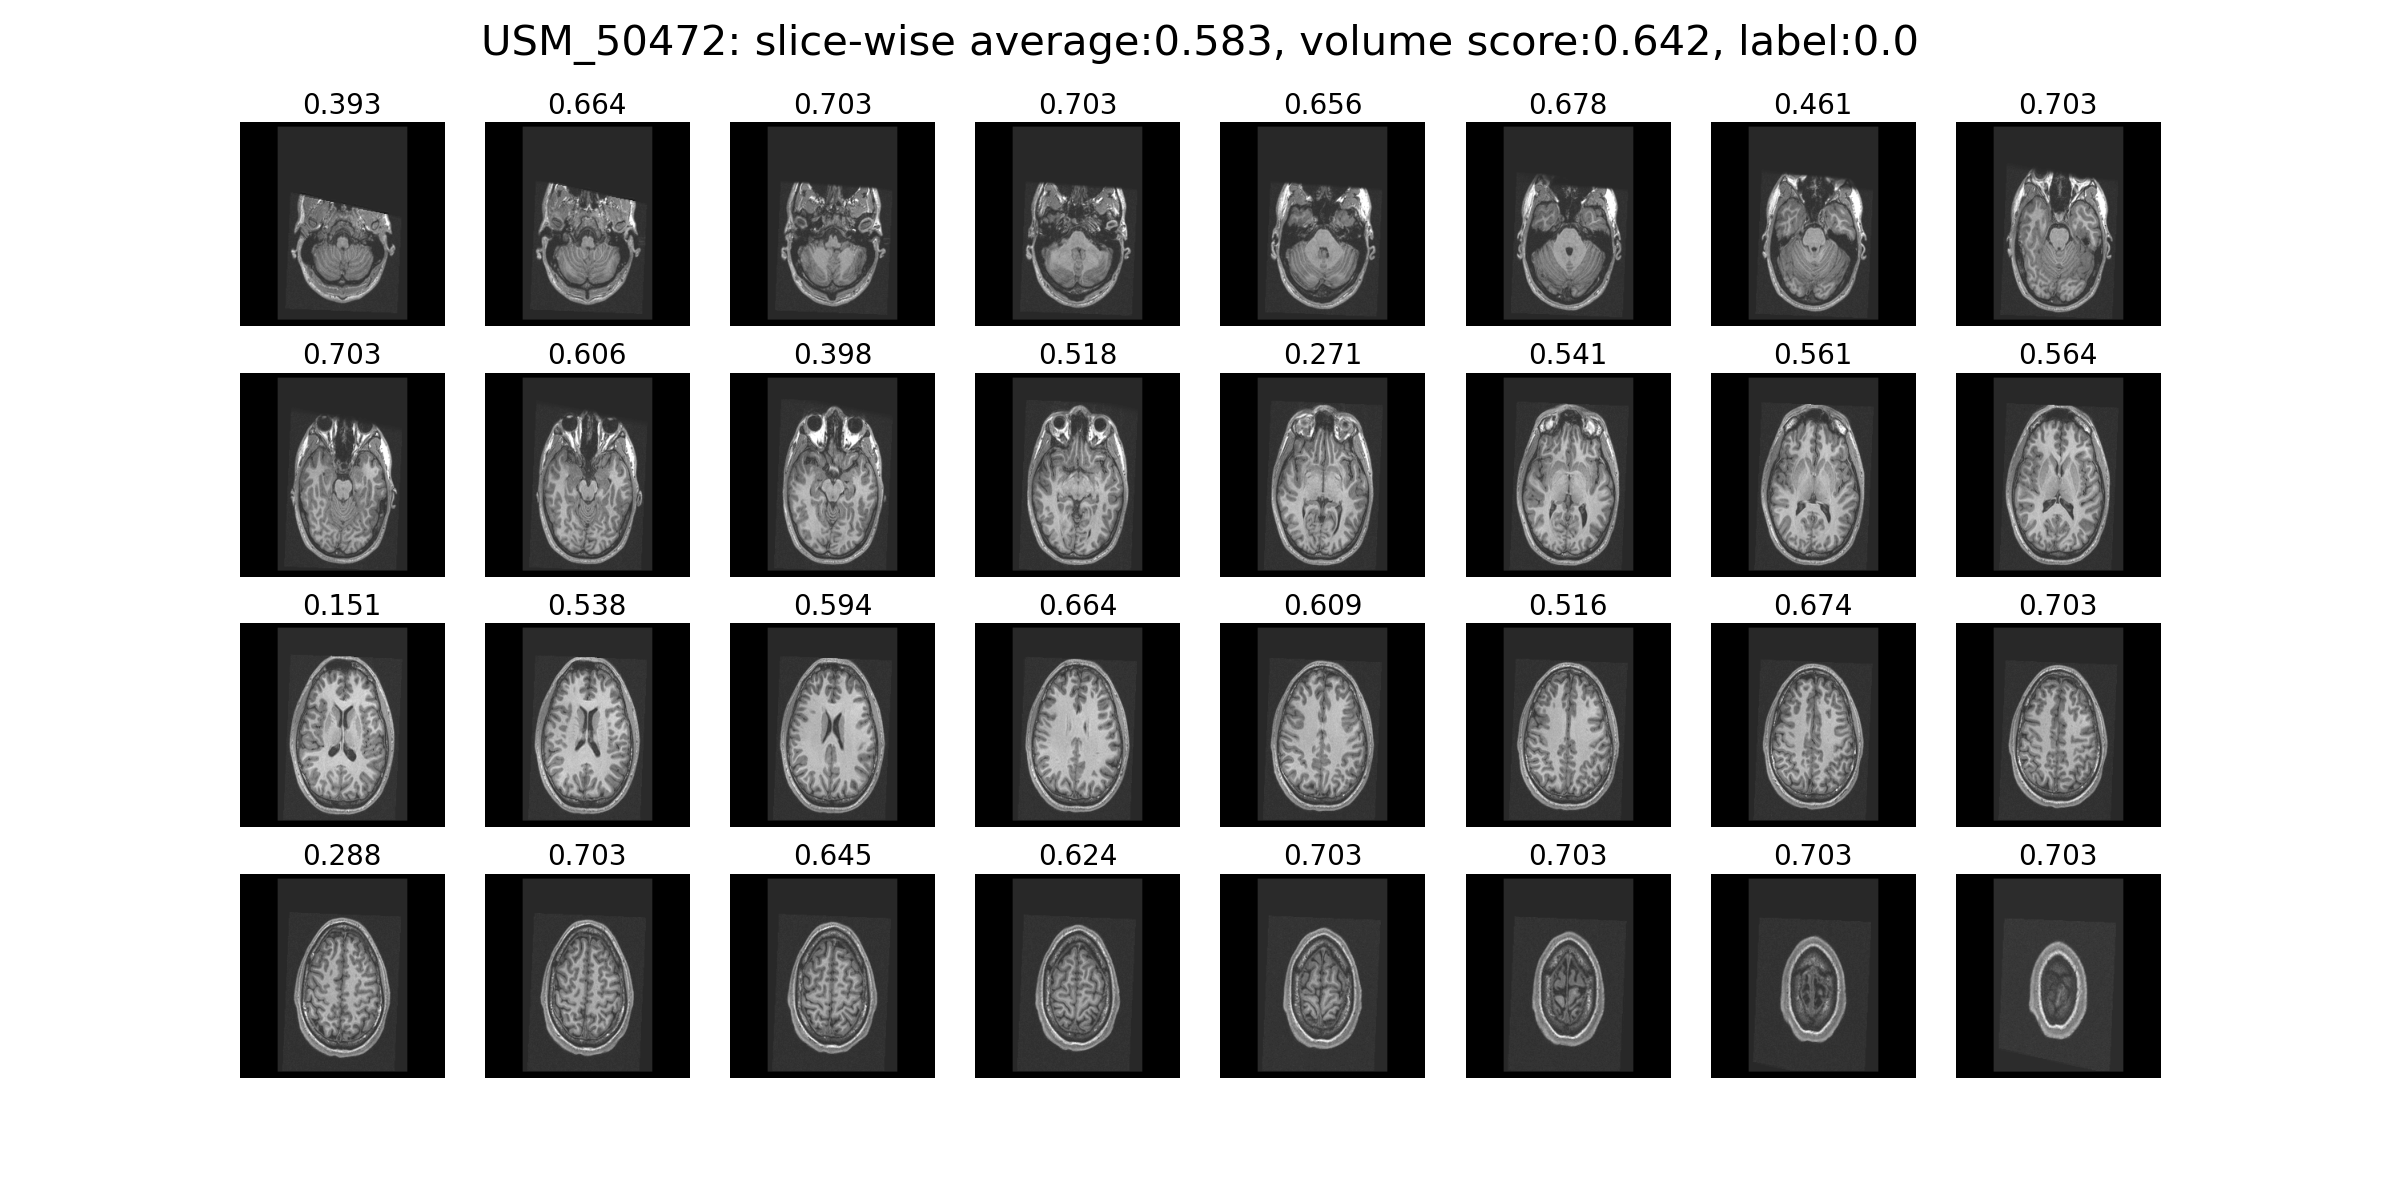 USM_50472: slice-wise average:0.583, volume score:0.642, label:0.0
0.393 0.664 0.703 0.703 0.656 0.678 0.461 0.703
0.703 0.606 0.398 0.518 0.271 0.541 0.561 0.564
0.151 0.538 0.594 0.664 0.609 0.516 0.674 0.703
0.288 0.703 0.645 0.624 0.703 0.703 0.703 0.703